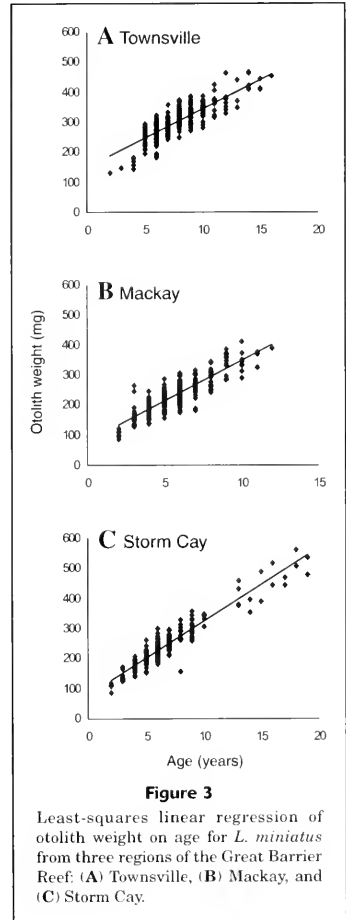 A Townsville
600
500
400
300
200
100
0
0 5 10 15 20
B Mackay
600
500
400
300
200
100
0
0 5 10 15
Otolith weight (mg)
C Storm Cay
600
500
400
300
200
100
0
0 5 10 15 20
Age (years)
Figure 3
Least-squares linear regression of
otolith weight on age for L. miniatus
from three regions of the Great Barrier
Reef: (A) Townsville, (B) Mackay, and
(C) Storm Cay.